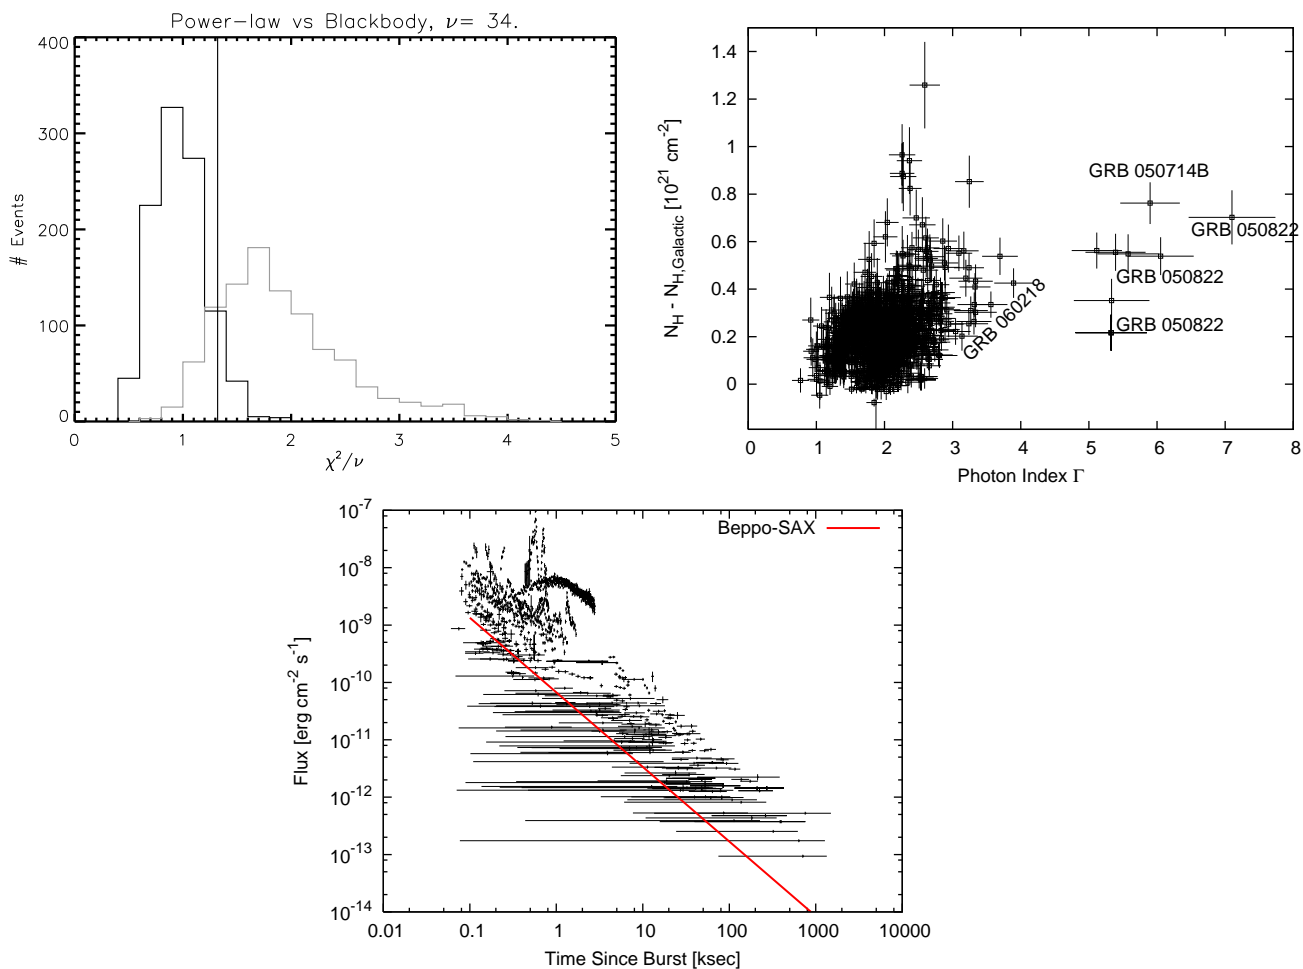 Power-law vs Blackbody, ν= 34.
400
300
200
100
0
# Events
0 1 2 3 4 5
χ²/ν
1.4
1.2
1
0.8
0.6
0.4
0.2
0
N_H - N_H,Galactic [10^21 cm^-2]
GRB 050714B
GRB 050822
GRB 050822
GRB 050822
GRB 060218
0 1 2 3 4 5 6 7 8
Photon Index Γ
10^-7
10^-8
10^-9
10^-10
10^-11
10^-12
10^-13
10^-14
Flux [erg cm^-2 s^-1]
Beppo-SAX
0.01 0.1 1 10 100 1000 10000
Time Since Burst [ksec]